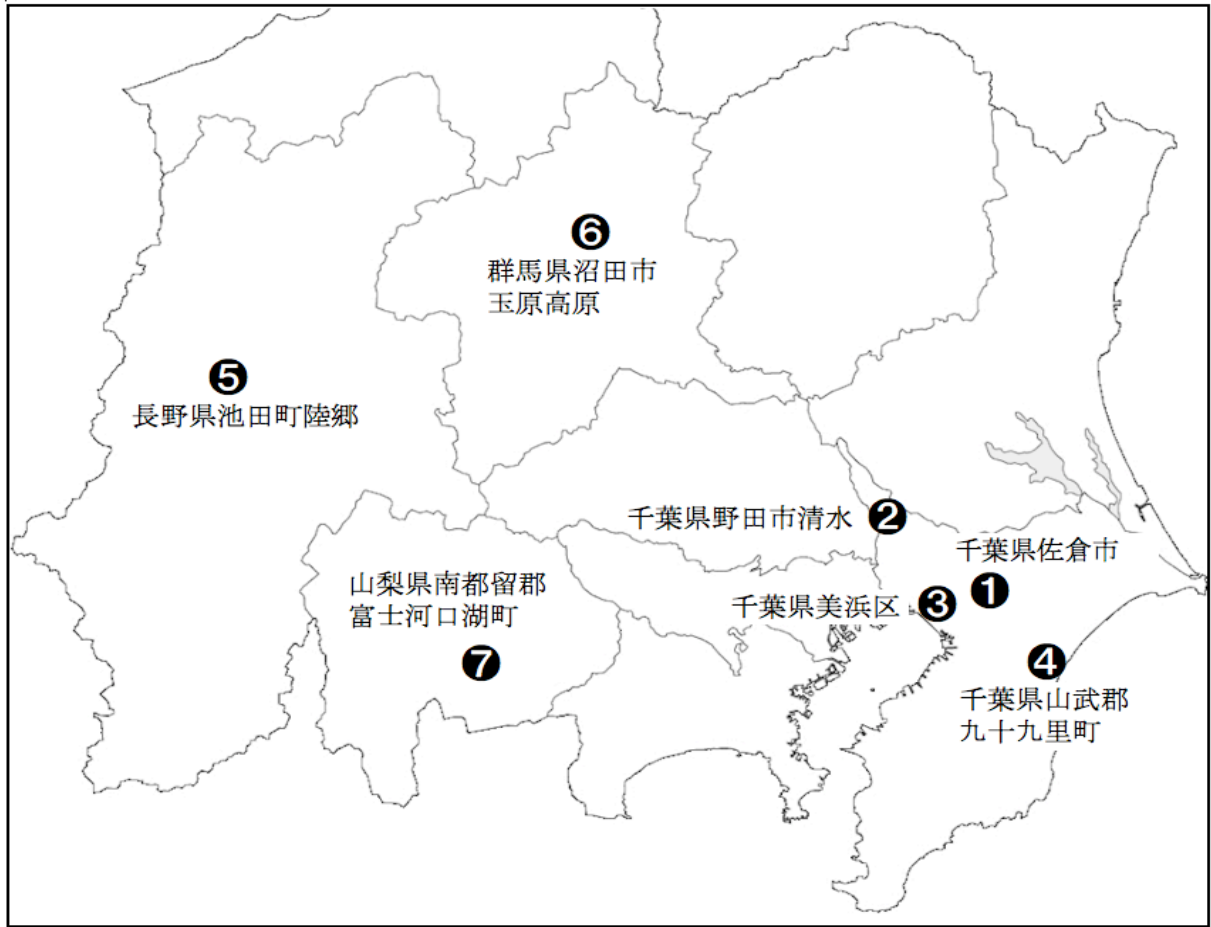 ❻
群馬県沼田市
玉原高原
❺
長野県池田町陸郷
千葉県野田市清水 ❷
千葉県佐倉市
❶
山梨県南都留郡
富士河口湖町
❼
千葉県美浜区 ❸
❹
千葉県山武郡
九十九里町